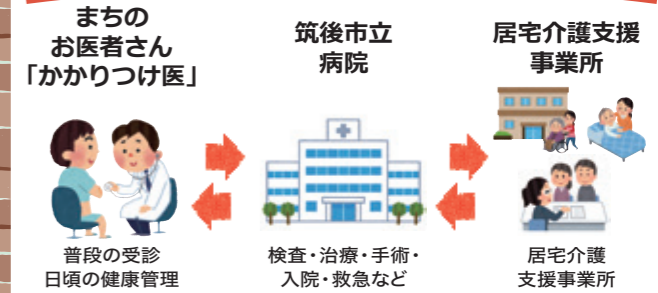 まちの
お医者さん
「かかりつけ医」
筑後市立
病院
居宅介護支援
事業所
普段の受診
日頃の健康管理
検査・治療・手術・
入院・救急など
居宅介護
支援事業所